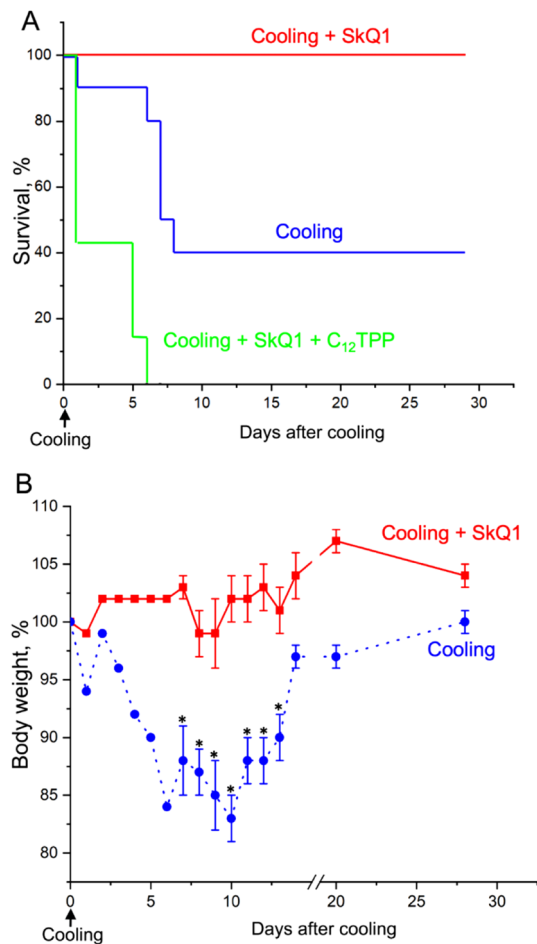 A
Survival, %
100
80
60
40
20
0
Cooling + SkQ1
Cooling
Cooling + SkQ1 + C₁₂TPP
0 5 10 15 20 25 30
Cooling
Days after cooling
B
Body weight, %
110
105
100
95
90
85
80
Cooling + SkQ1
Cooling
* * * * * * *
0 5 10 20 30
Cooling
Days after cooling